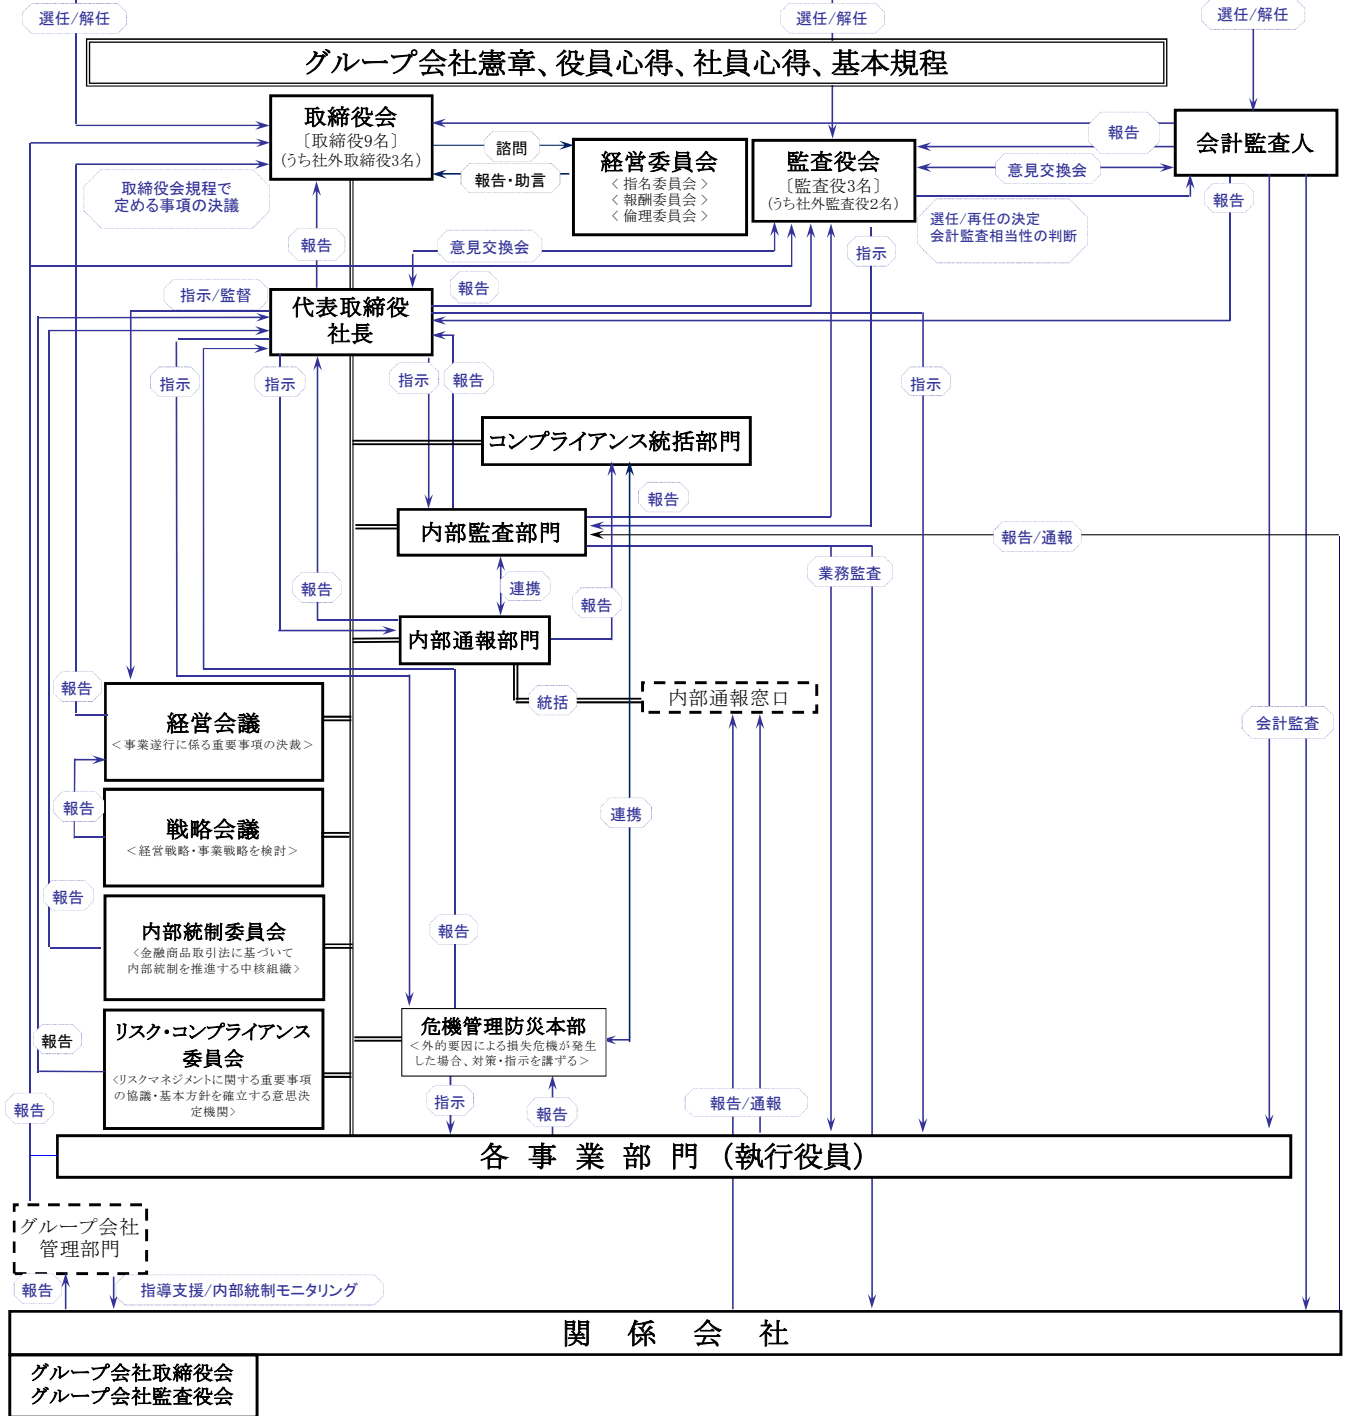 選任/解任
選任/解任
選任/解任
グループ会社憲章、役員心得、社員心得、基本規程
取締役会
〔取締役9名〕
(うち社外取締役3名)
諮問
報告・助言
経営委員会
＜指名委員会＞
＜報酬委員会＞
＜倫理委員会＞
監査役会
〔監査役3名〕
(うち社外監査役2名)
報告
意見交換会
会計監査人
取締役会規程で
定める事項の決議
報告
意見交換会
指示
選任/再任の決定
会計監査相当性の判断
報告
指示/監督
代表取締役
社長
報告
指示
指示
指示
報告
指示
コンプライアンス統括部門
報告
内部監査部門
報告/通報
業務監査
報告
連携
報告
内部通報部門
統括
内部通報窓口
報告
経営会議
＜事業遂行に係る重要事項の決裁＞
会計監査
報告
戦略会議
＜経営戦略・事業戦略を検討＞
連携
報告
内部統制委員会
＜金融商品取引法に基づいて
内部統制を推進する中核組織＞
報告
報告
リスク・コンプライアンス
委員会
＜リスクマネジメントに関する重要事項
の協議・基本方針を確立する意思決
定機関＞
危機管理防災本部
＜外的要因による損失危機が発生
した場合、対策・指示を講ずる＞
報告
指示
報告
報告/通報
各事業部門(執行役員)
グループ会社
管理部門
報告
指導支援/内部統制モニタリング
関係会社
グループ会社取締役会
グループ会社監査役会